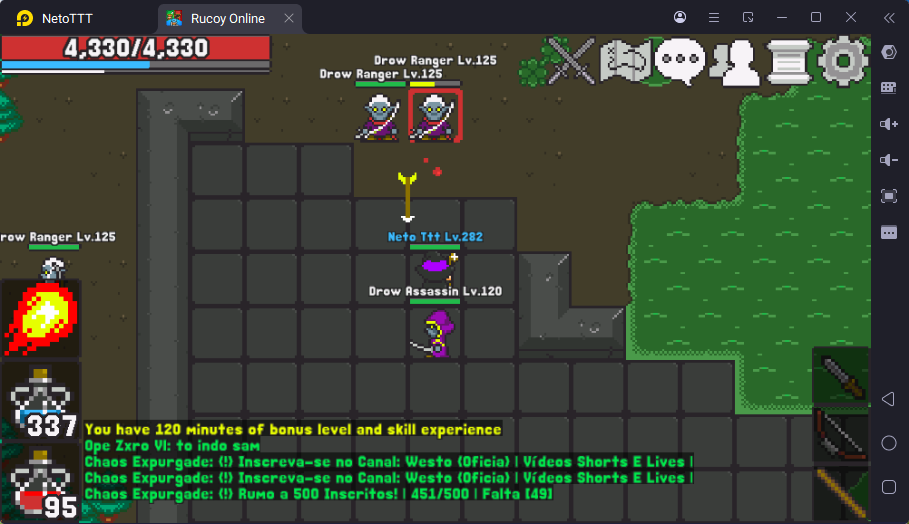 NetoTTT
Rucoy Online
4,330/4,330
Drow Ranger Lv.125
Drow Ranger Lv.125
row Ranger Lv.125
Neto Ttt Lv.282
Drow Assassin Lv.120
337
95
You have 120 minutes of bonus level and skill experience
Ope Zxro VI: to indo sam
Chaos Expurgade: (!) Inscreva-se no Canal: Westo (Oficia) | Vídeos Shorts E Lives |
Chaos Expurgade: (!) Inscreva-se no Canal: Westo (Oficia) | Vídeos Shorts E Lives |
Chaos Expurgade: (!) Rumo a 500 Inscritos! | 451/500 | Falta [49]